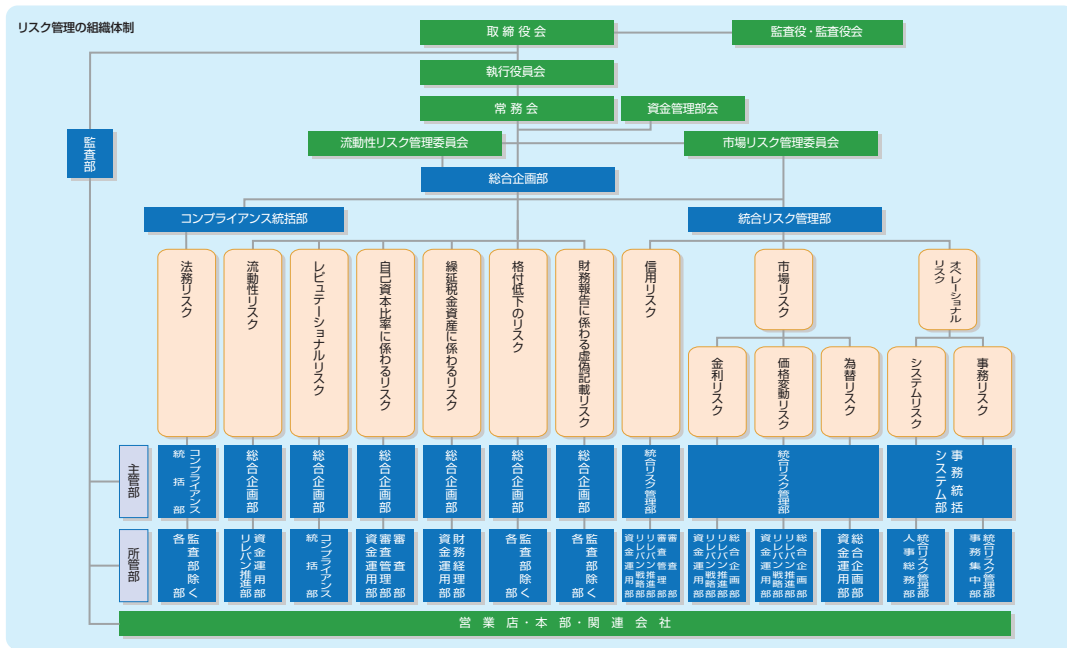 リスク管理の組織体制
取締役会
監査役・監査役会
執行役員会
常務会
資金管理部会
監査部
流動性リスク管理委員会
市場リスク管理委員会
総合企画部
コンプライアンス統括部
統合リスク管理部
法務リスク
流動性リスク
レピュテーショナルリスク
自己資本比率に係わるリスク
繰延税金資産に係わるリスク
格付低下のリスク
財務報告に係わる虚偽記載リスク
信用リスク
市場リスク
オペレーショナル
リスク
金利リスク
価格変動リスク
為替リスク
システムリスク
事務リスク
主管部
コンプライアンス
統括部
総合企画部
総合企画部
総合企画部
総合企画部
総合企画部
総合企画部
統合リスク管理部
統合リスク管理部
事務統括
システム部
所管部
監査部除く
各部
資金運用部
リレバン推進部
コンプライアンス
統括部
審査部
審査管理部
資金運用部
財務経理部
資金運用部
監査部除く
各部
監査部除く
各部
審査部
審査管理部
リレバン推進部
リレバン戦略部
資金運用部
総合企画部
リレバン推進部
リレバン戦略部
資金運用部
総合企画部
リレバン推進部
リレバン戦略部
資金運用部
総合企画部
資金運用部
統合リスク管理部
人事総務部
統合リスク管理部
事務集中部
営業店・本部・関連会社